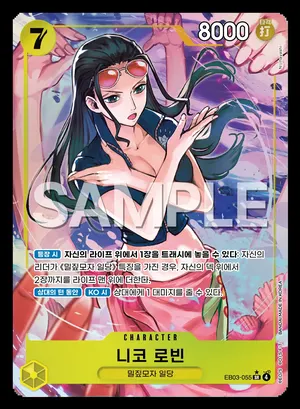 7
8000
타격
打
SAMPLE
등장 시 자신의 라이프 위에서 1장을 트래시에 놓을 수 있다: 자신의
리더가 《밀짚모자 일당》 특징을 가진 경우, 자신의 덱 위에서
2장까지를 라이프 맨 위에 더한다.
상대의 턴 동안 KO 시 상대에게 1 대미지를 줄 수 있다.
CHARACTER
니코 로빈
밀짚모자 일당
EB03-055 SR